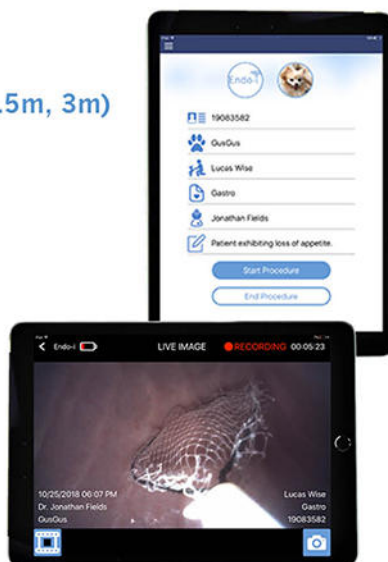 .5m, 3m)
Endo-i
19083582
GusGus
Lucas Wise
Gastro
Jonathan Fields
Patient exhibiting loss of appetite.
Start Procedure
End Procedure
Endo-i
LIVE IMAGE
RECORDING 00:05:23
10/25/2018 06:07 PM
Dr. Jonathan Fields
GusGus
Lucas Wise
Gastro
19083582